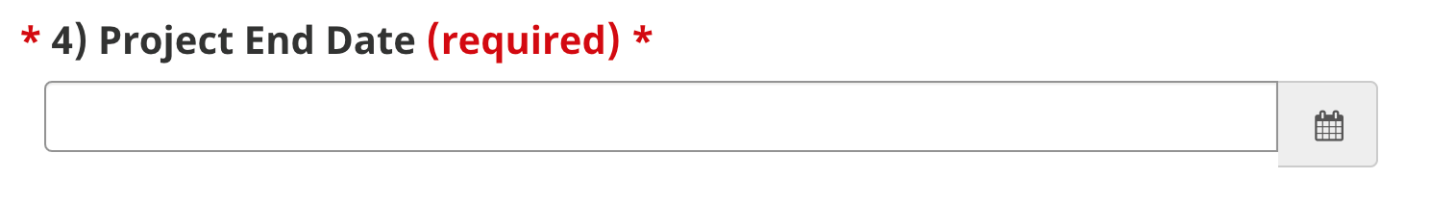 * 4) Project End Date (required) *